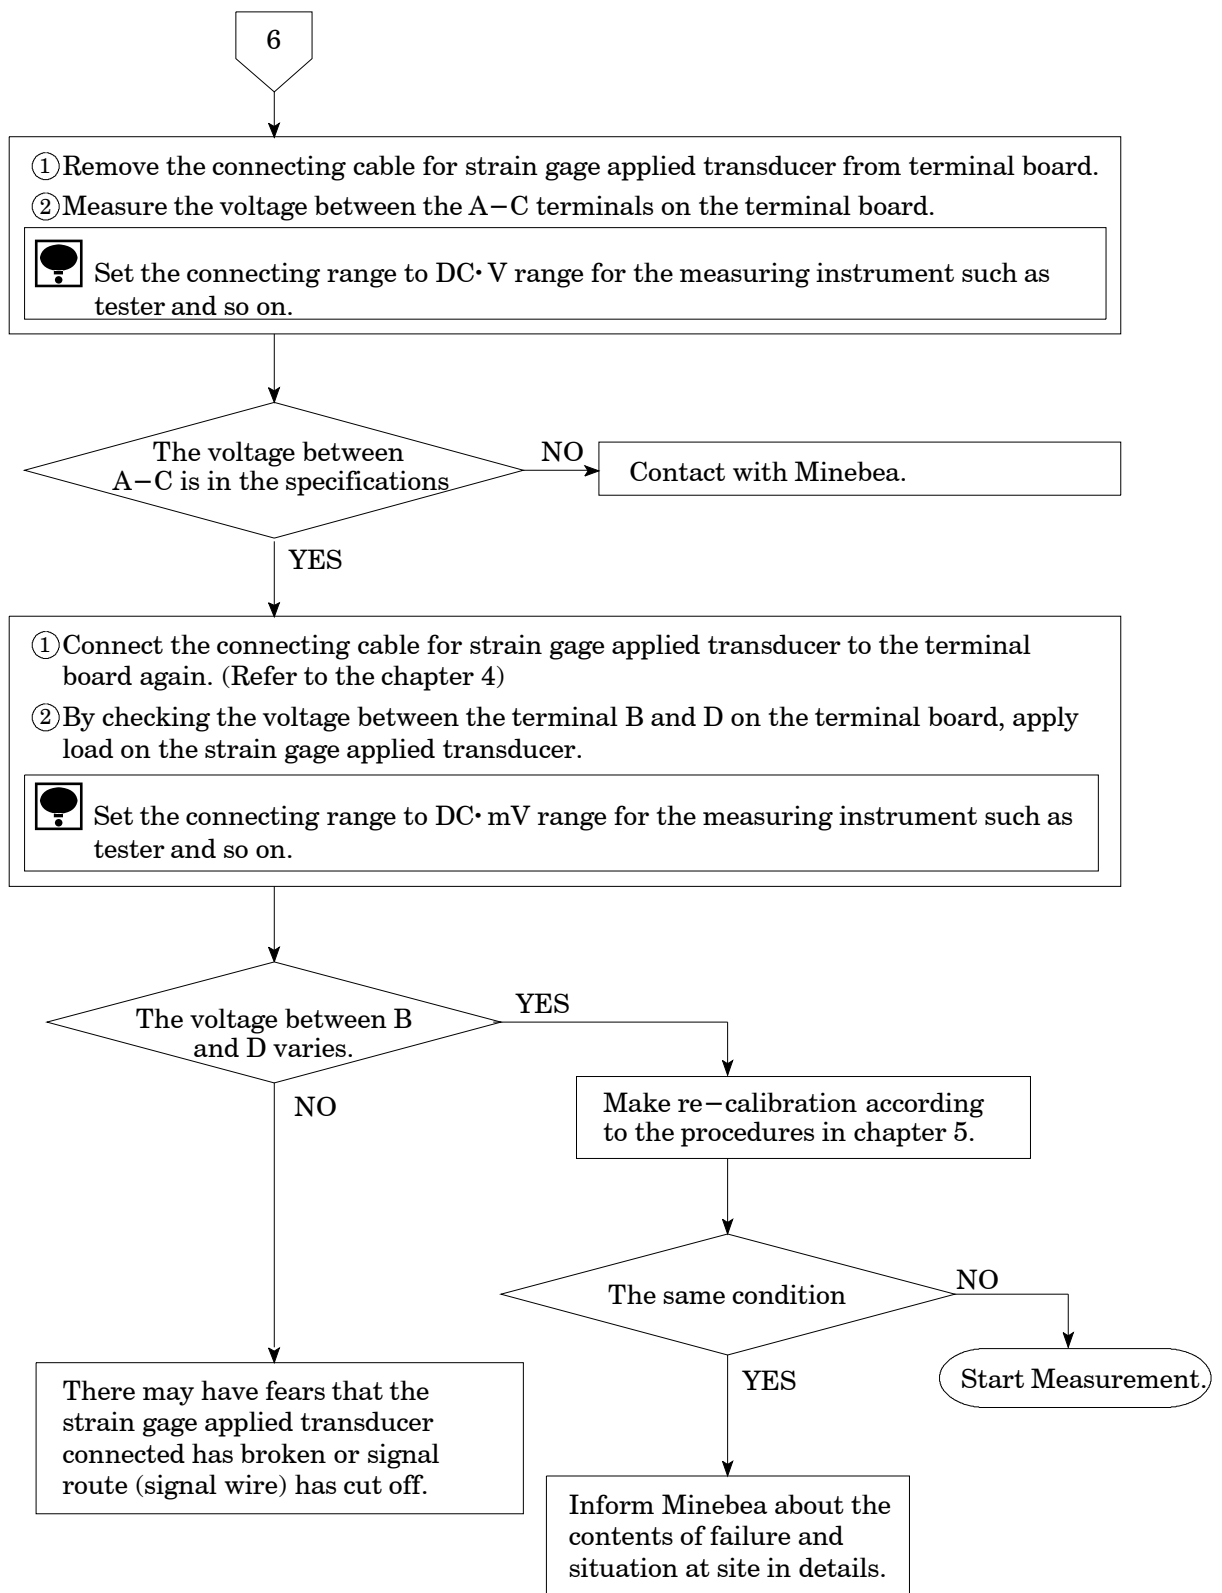 6
①Remove the connecting cable for strain gage applied transducer from terminal board.
②Measure the voltage between the A−C terminals on the terminal board.
Set the connecting range to DC・V range for the measuring instrument such as
tester and so on.
The voltage between
A−C is in the specifications
NO
Contact with Minebea.
YES
①Connect the connecting cable for strain gage applied transducer to the terminal
board again. (Refer to the chapter 4)
②By checking the voltage between the terminal B and D on the terminal board, apply
load on the strain gage applied transducer.
Set the connecting range to DC・mV range for the measuring instrument such as
tester and so on.
The voltage between B
and D varies.
YES
NO
Make re−calibration according
to the procedures in chapter 5.
The same condition
NO
YES
Start Measurement.
There may have fears that the
strain gage applied transducer
connected has broken or signal
route (signal wire) has cut off.
Inform Minebea about the
contents of failure and
situation at site in details.